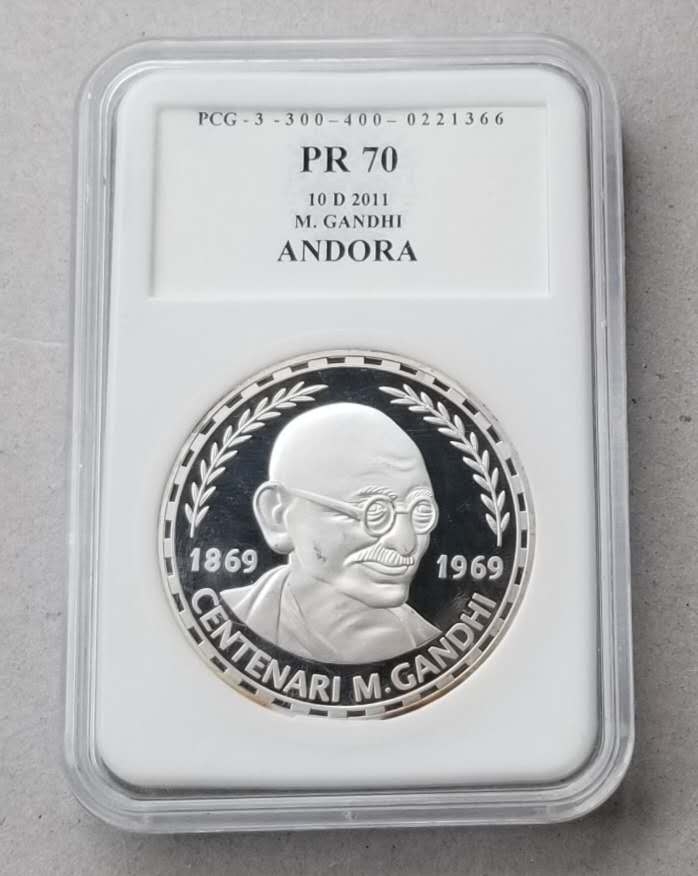 PCG - 3 - 300 – 400 – 0221366
PR 70
10 D 2011
M. GANDHI
ANDORA
1869 1969
CENTENARI M. GANDHI